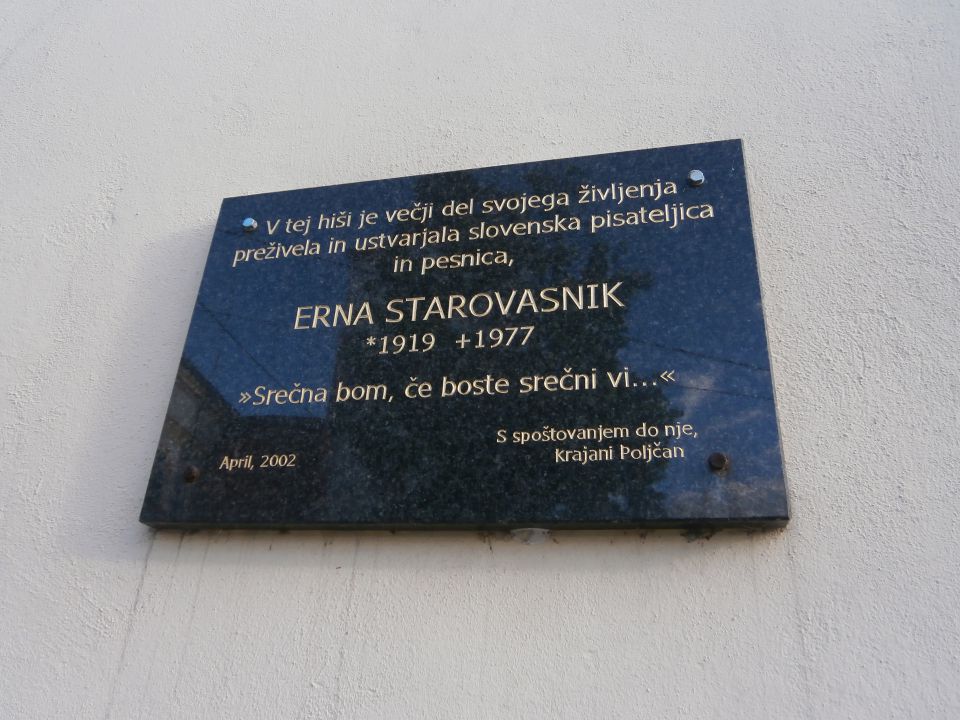 V tej hiši je večji del svojega življenja
preživela in ustvarjala slovenska pisateljica
in pesnica,
ERNA STAROVASNIK
*1919 +1977
»Srečna bom, če boste srečni vi...«
S spoštovanjem do nje,
April, 2002
Krajani Poljčan